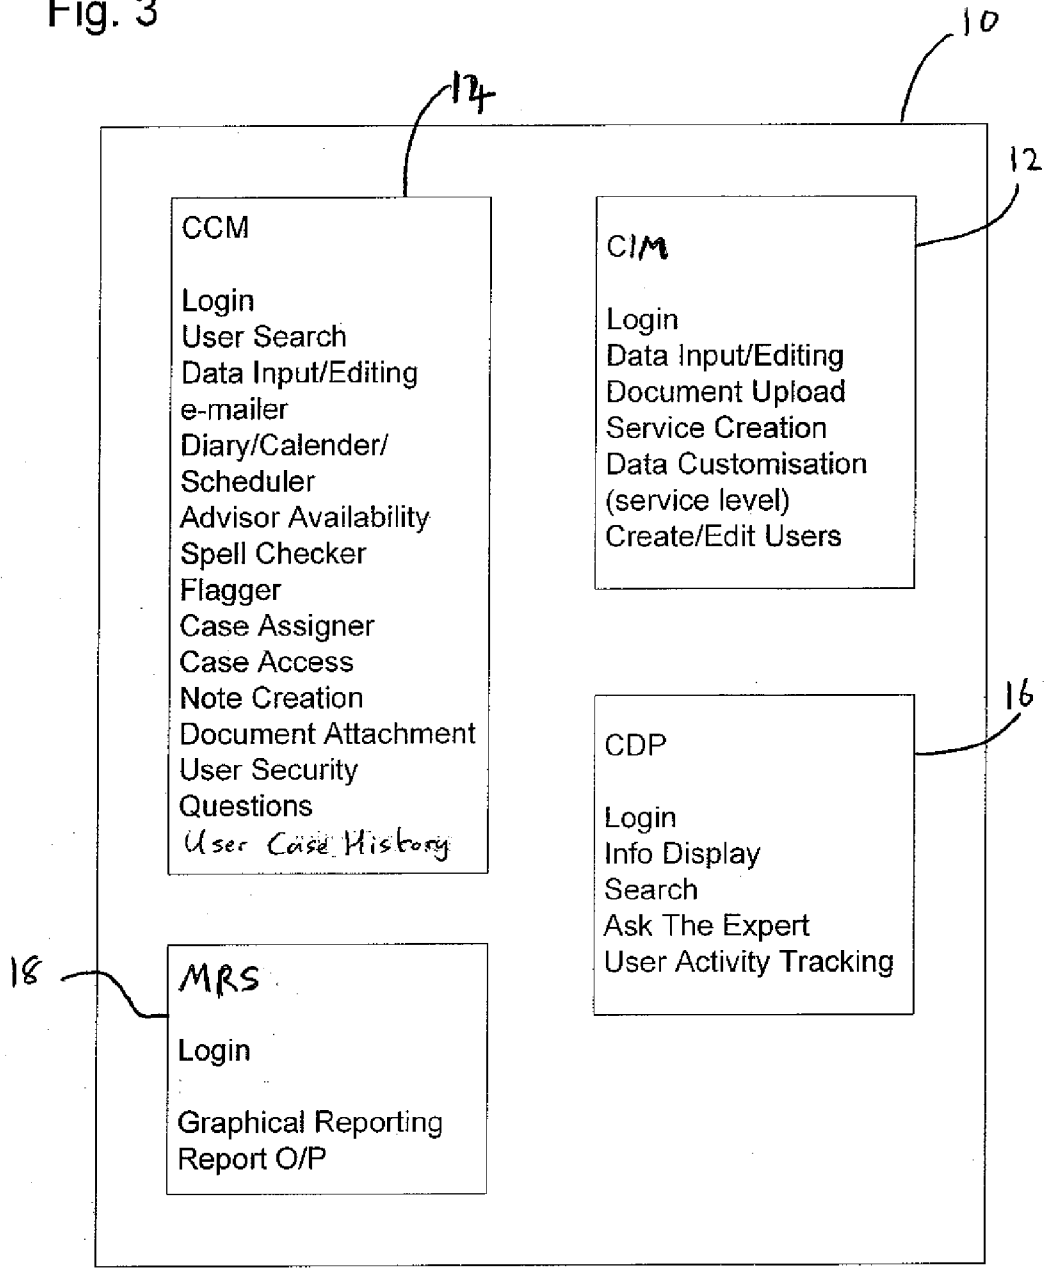 Fig. 3
10
14
12
CCM
Login
User Search
Data Input/Editing
e-mailer
Diary/Calender/
Scheduler
Advisor Availability
Spell Checker
Flagger
Case Assigner
Case Access
Note Creation
Document Attachment
User Security
Questions
User Case History
CIM
Login
Data Input/Editing
Document Upload
Service Creation
Data Customisation
(service level)
Create/Edit Users
16
CDP
Login
Info Display
Search
Ask The Expert
User Activity Tracking
18
MRS
Login
Graphical Reporting
Report O/P